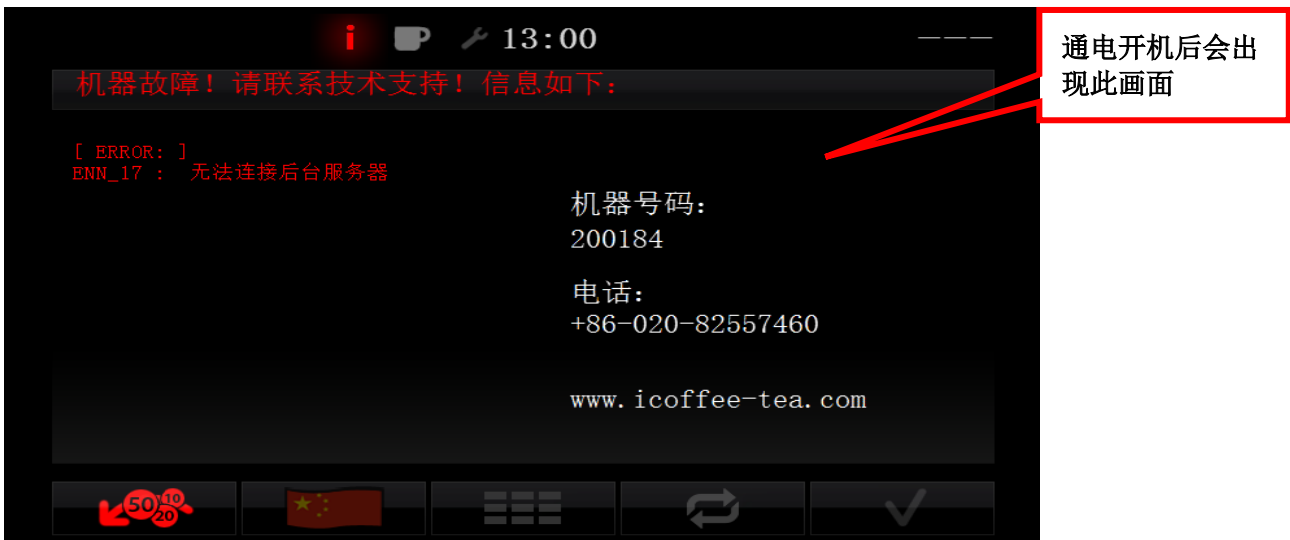 i 13:00 ———
机器故障！请联系技术支持！信息如下：
[ ERROR: ]
ENN_17 : 无法连接后台服务器
机器号码：
200184
电话：
+86-020-82557460
www.icoffee-tea.com
50 10 20
通电开机后会出
现此画面